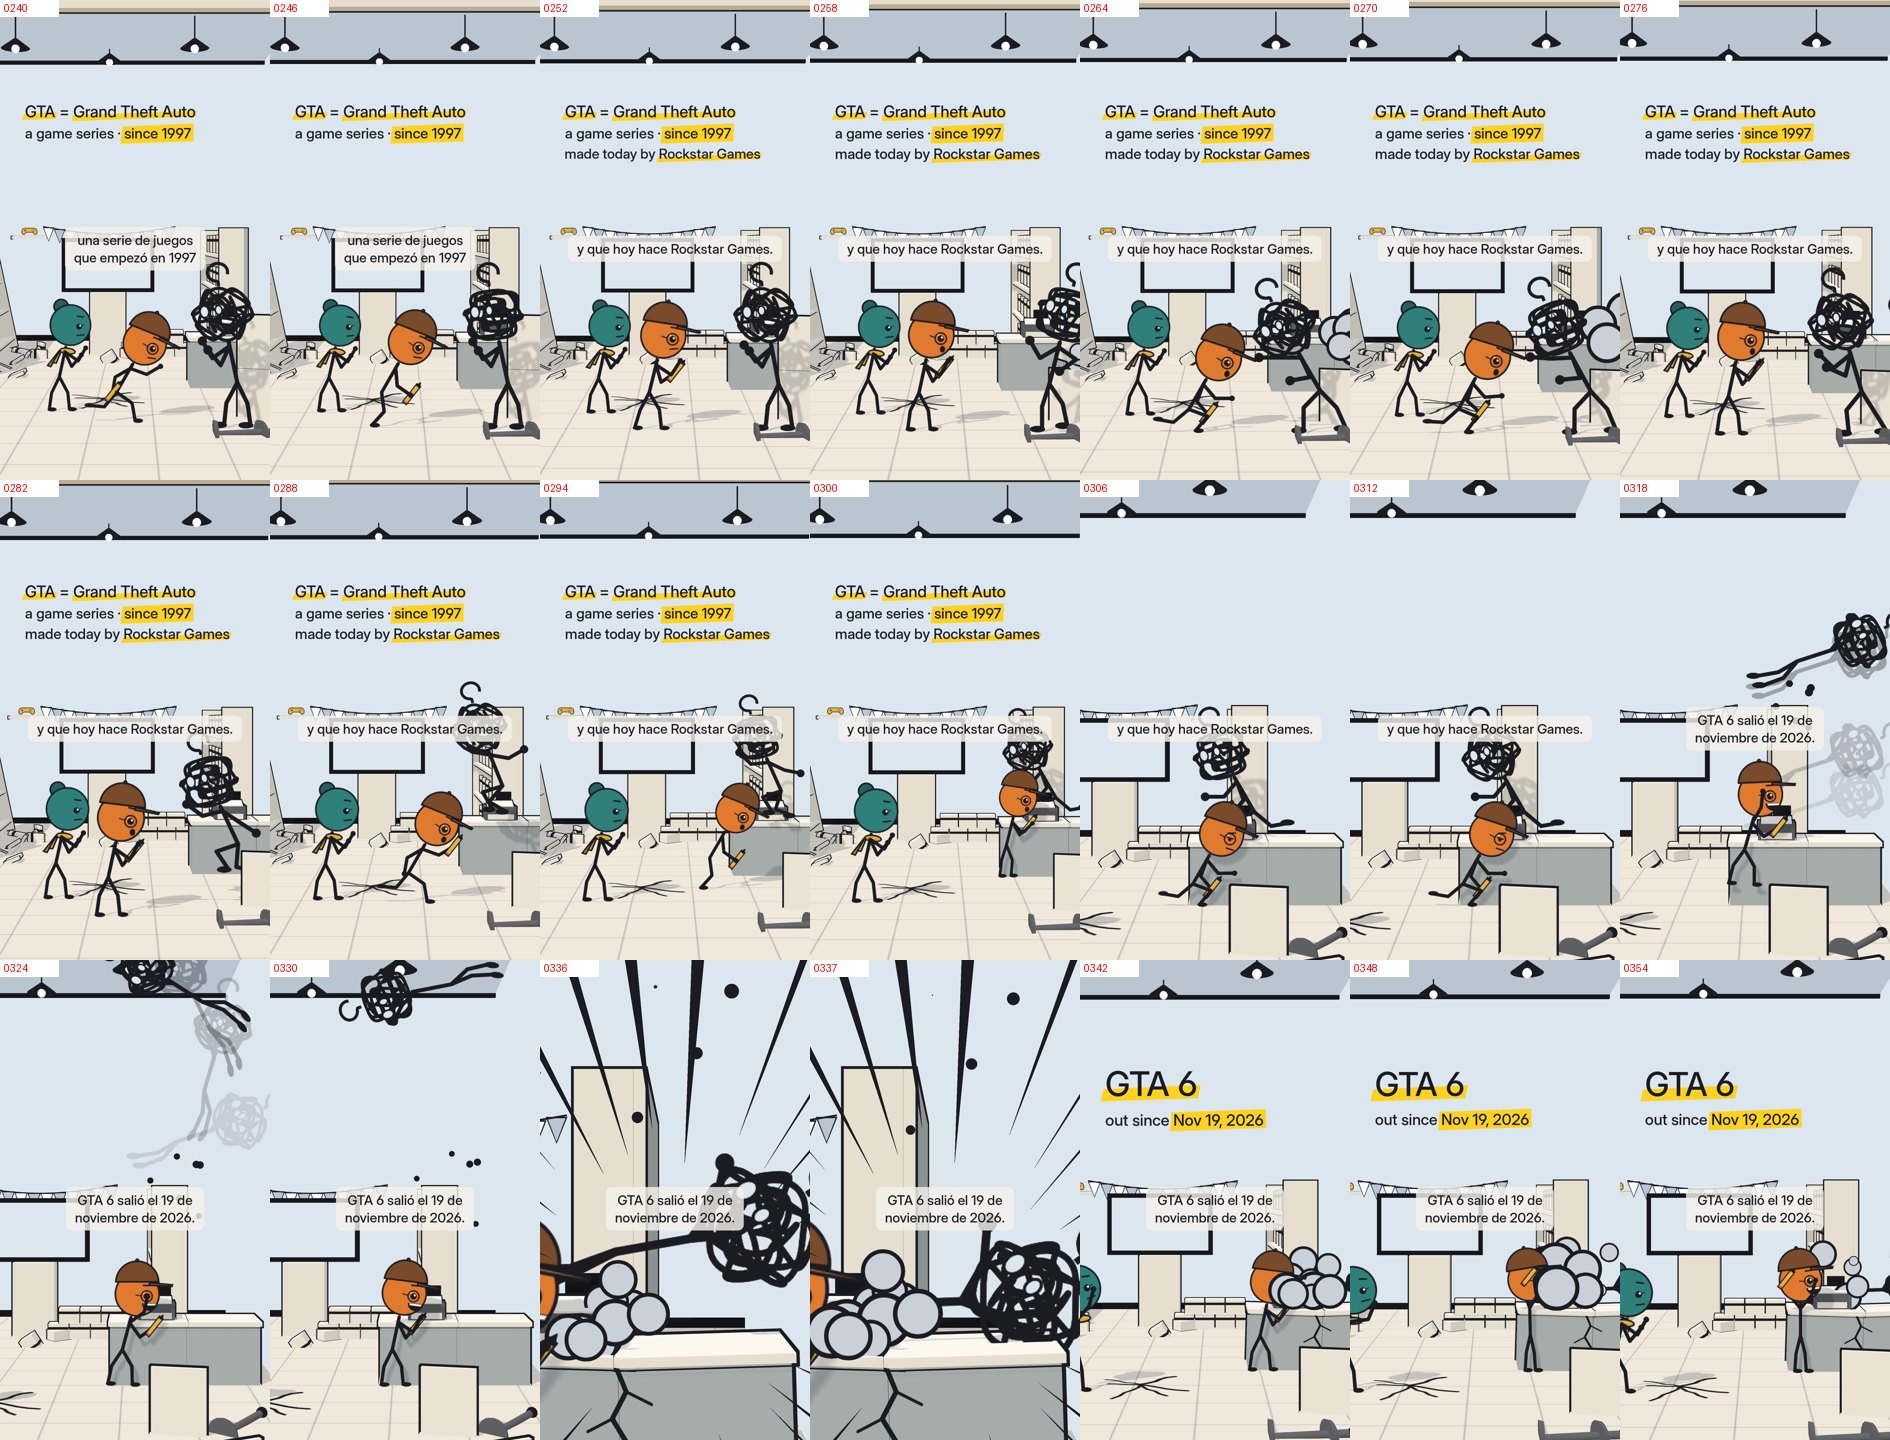 0240
GTA = Grand Theft Auto
a game series · since 1997
una serie de juegos
que empezó en 1997
0246
GTA = Grand Theft Auto
a game series · since 1997
una serie de juegos
que empezó en 1997
0252
GTA = Grand Theft Auto
a game series · since 1997
made today by Rockstar Games
y que hoy hace Rockstar Games.
0258
GTA = Grand Theft Auto
a game series · since 1997
made today by Rockstar Games
y que hoy hace Rockstar Games.
0264
GTA = Grand Theft Auto
a game series · since 1997
made today by Rockstar Games
y que hoy hace Rockstar Games.
0270
GTA = Grand Theft Auto
a game series · since 1997
made today by Rockstar Games
y que hoy hace Rockstar Games.
0276
GTA = Grand Theft Auto
a game series · since 1997
made today by Rockstar Games
y que hoy hace Rockstar Games.
0282
GTA = Grand Theft Auto
a game series · since 1997
made today by Rockstar Games
y que hoy hace Rockstar Games.
0288
GTA = Grand Theft Auto
a game series · since 1997
made today by Rockstar Games
y que hoy hace Rockstar Games.
0294
GTA = Grand Theft Auto
a game series · since 1997
made today by Rockstar Games
y que hoy hace Rockstar Games.
0300
GTA = Grand Theft Auto
a game series · since 1997
made today by Rockstar Games
y que hoy hace Rockstar Games.
0306
y que hoy hace Rockstar Games.
0312
y que hoy hace Rockstar Games.
0318
GTA 6 salió el 19 de
noviembre de 2026.
0324
GTA 6 salió el 19 de
noviembre de 2026.
0330
GTA 6 salió el 19 de
noviembre de 2026.
0336
GTA 6 salió el 19 de
noviembre de 2026.
0337
GTA 6 salió el 19 de
noviembre de 2026.
0342
GTA 6
out since Nov 19, 2026
GTA 6 salió el 19 de
noviembre de 2026.
0348
GTA 6
out since Nov 19, 2026
GTA 6 salió el 19 de
noviembre de 2026.
0354
GTA 6
out since Nov 19, 2026
GTA 6 salió el 19 de
noviembre de 2026.